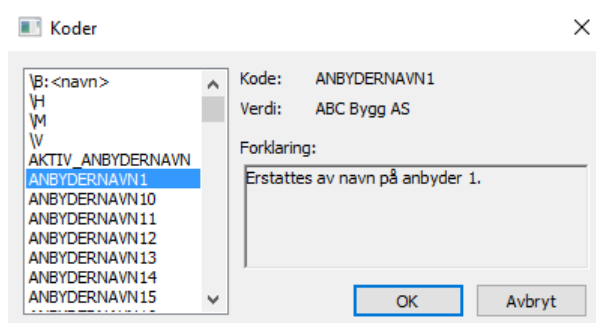 Koder
\B:<navn>
\H
\M
\V
AKTIV_ANBYDERNAVN
ANBYDERNAVN1
ANBYDERNAVN10
ANBYDERNAVN11
ANBYDERNAVN12
ANBYDERNAVN13
ANBYDERNAVN14
ANBYDERNAVN15
Kode: ANBYDERNAVN1
Verdi: ABC Bygg AS
Forklaring:
Erstattes av navn på anbyder 1.
OK
Avbryt